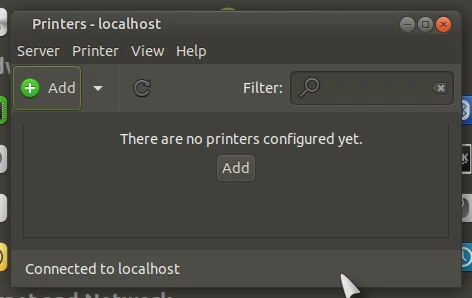 Printers - localhost
Server Printer View Help
Add Filter:
There are no printers configured yet.
Add
Connected to localhost